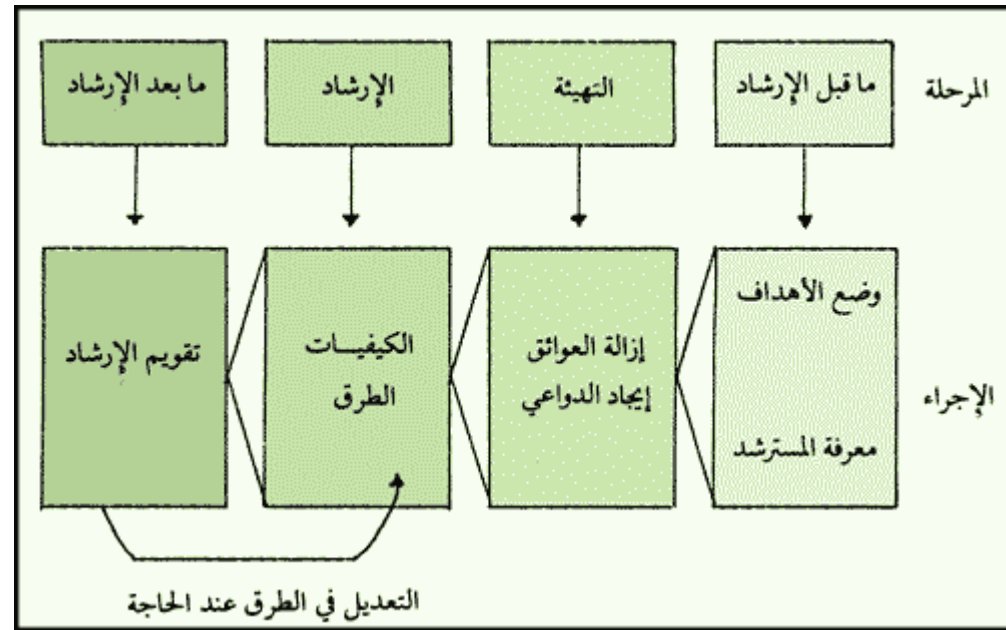 المرحلة
ما قبل الإرشاد
التهيئة
الإرشاد
ما بعد الإرشاد
الإجراء
وضع الأهداف
معرفة المسترشد
إزالة العوائق
إيجاد الدواعي
الكيفيــات
الطرق
تقويم الإرشاد
التعديل في الطرق عند الحاجة